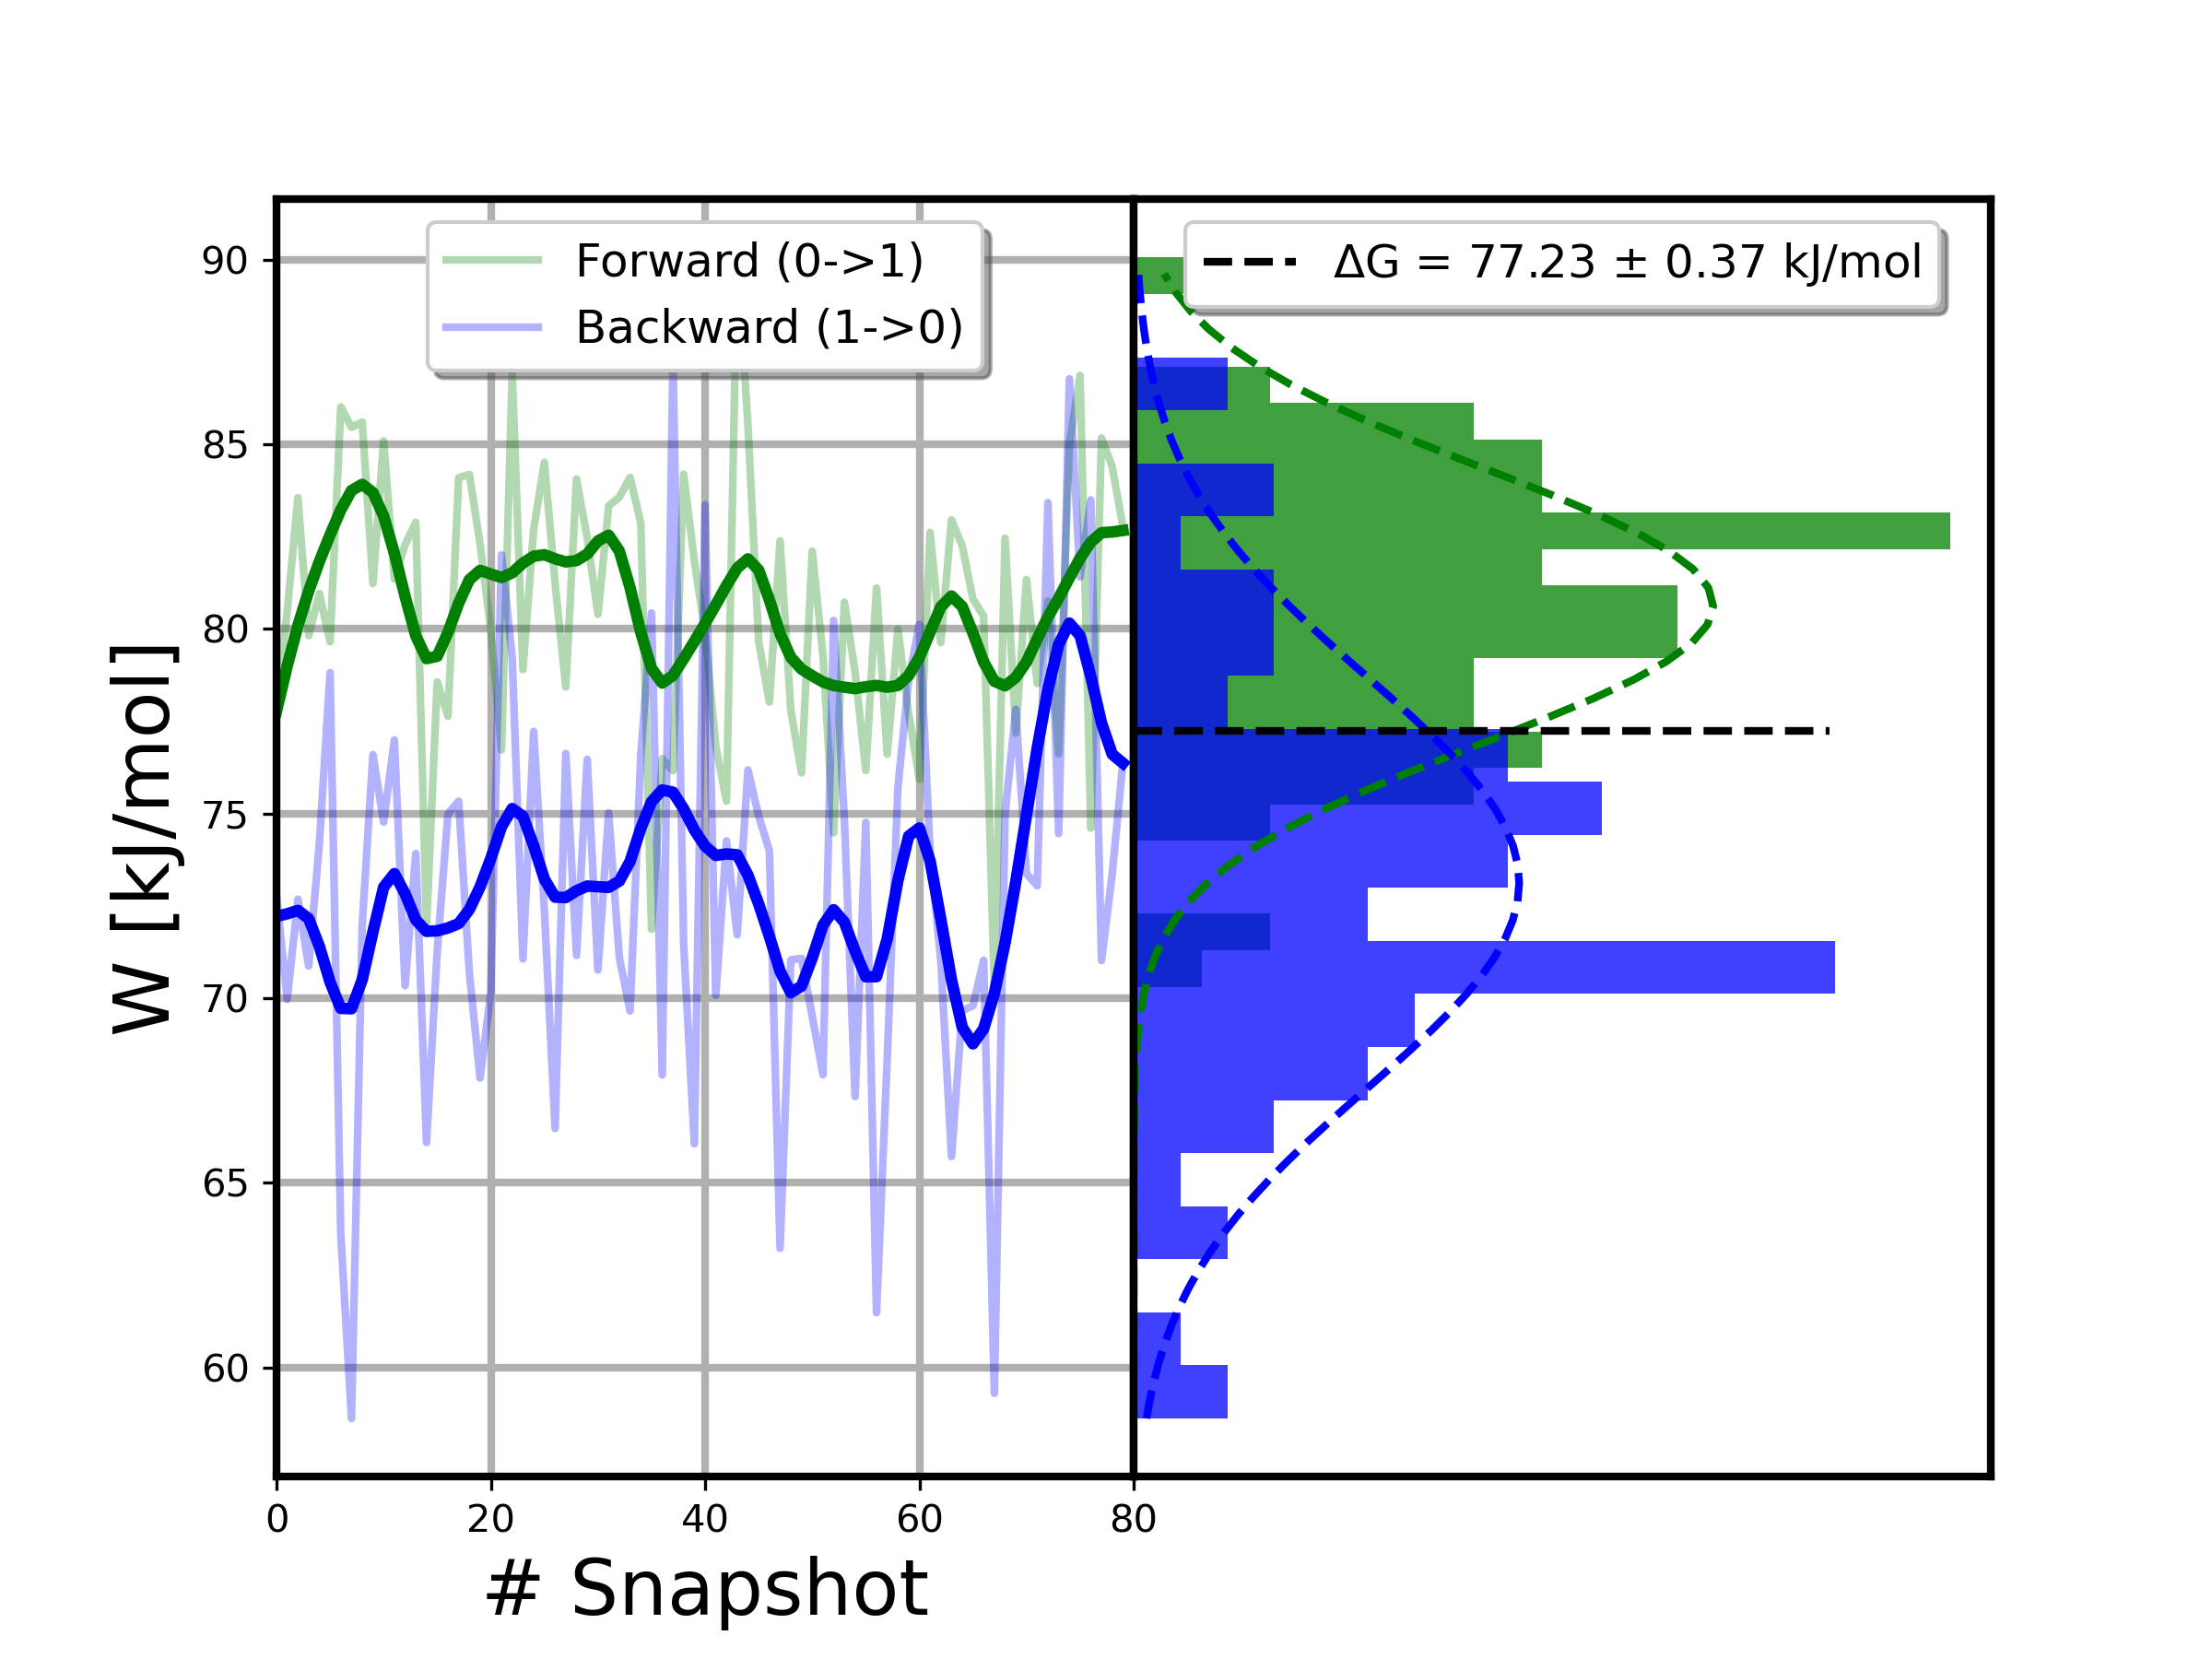 Forward (0->1)
Backward (1->0)
ΔG = 77.23 ± 0.37 kJ/mol
W [kJ/mol]
90
85
80
75
70
65
60
0 20 40 60 80
# Snapshot